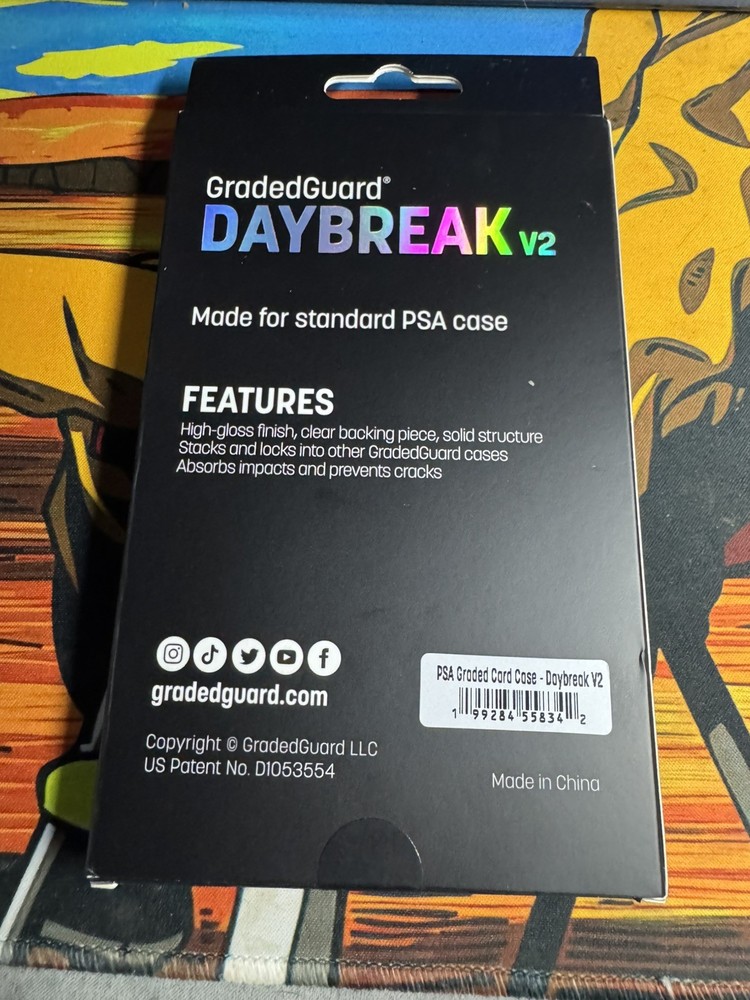 GradedGuard®
DAYBREAK V2
Made for standard PSA case
FEATURES
High-gloss finish, clear backing piece, solid structure
Stacks and locks into other GradedGuard cases
Absorbs impacts and prevents cracks
gradedguard.com
Copyright © GradedGuard LLC
US Patent No. D1053554
PSA Graded Card Case - Daybreak V2
1 99284 55834 2
Made in China